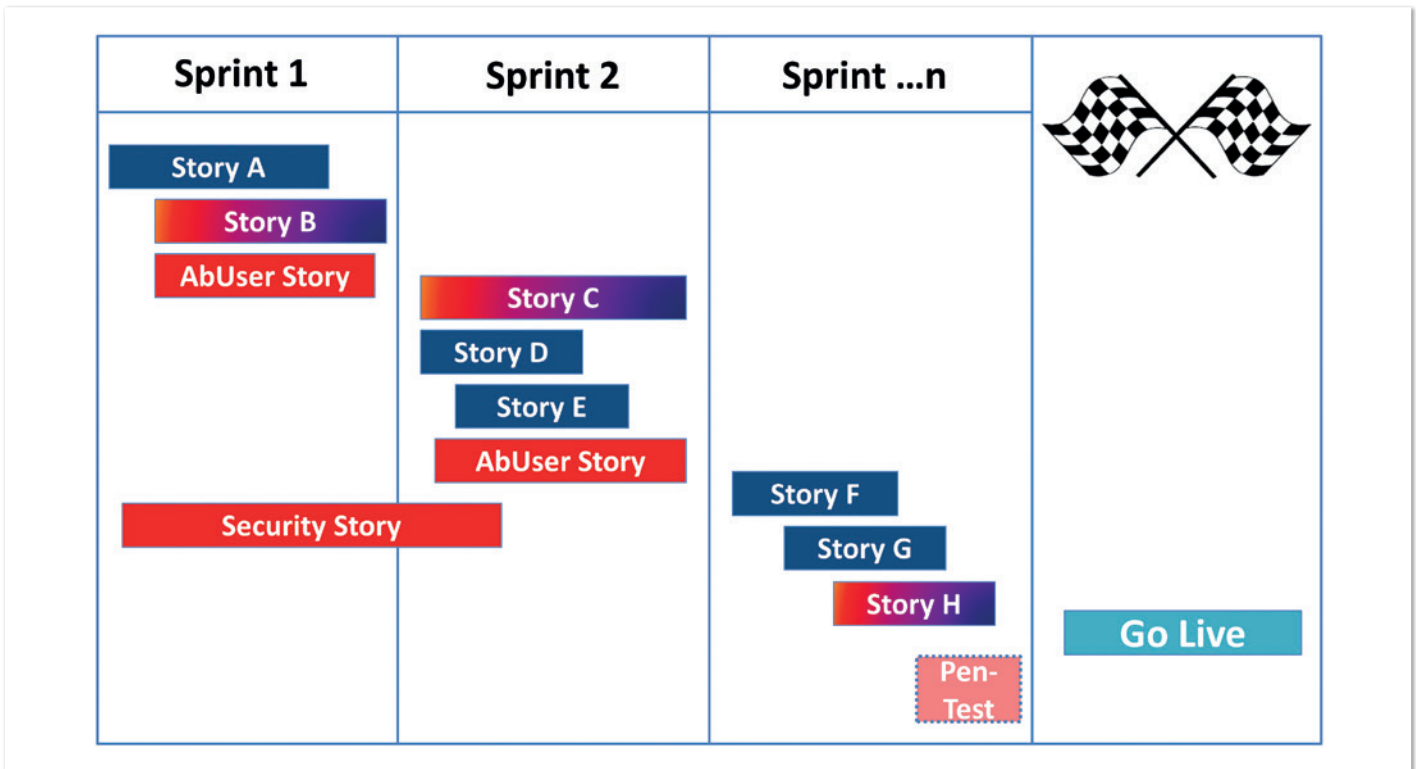 Sprint 1
Sprint 2
Sprint ...n
Story A
Story B
AbUser Story
Story C
Story D
Story E
AbUser Story
Security Story
Story F
Story G
Story H
Pen-
Test
Go Live